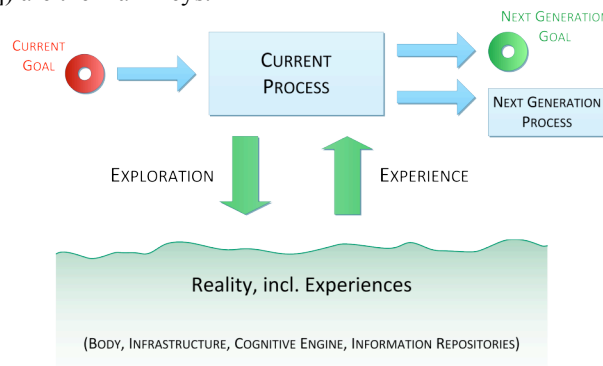 CURRENT
GOAL
CURRENT
PROCESS
NEXT GENERATION
GOAL
NEXT GENERATION
PROCESS
EXPLORATION
EXPERIENCE
Reality, incl. Experiences
(BODY, INFRASTRUCTURE, COGNITIVE ENGINE, INFORMATION REPOSITORIES)